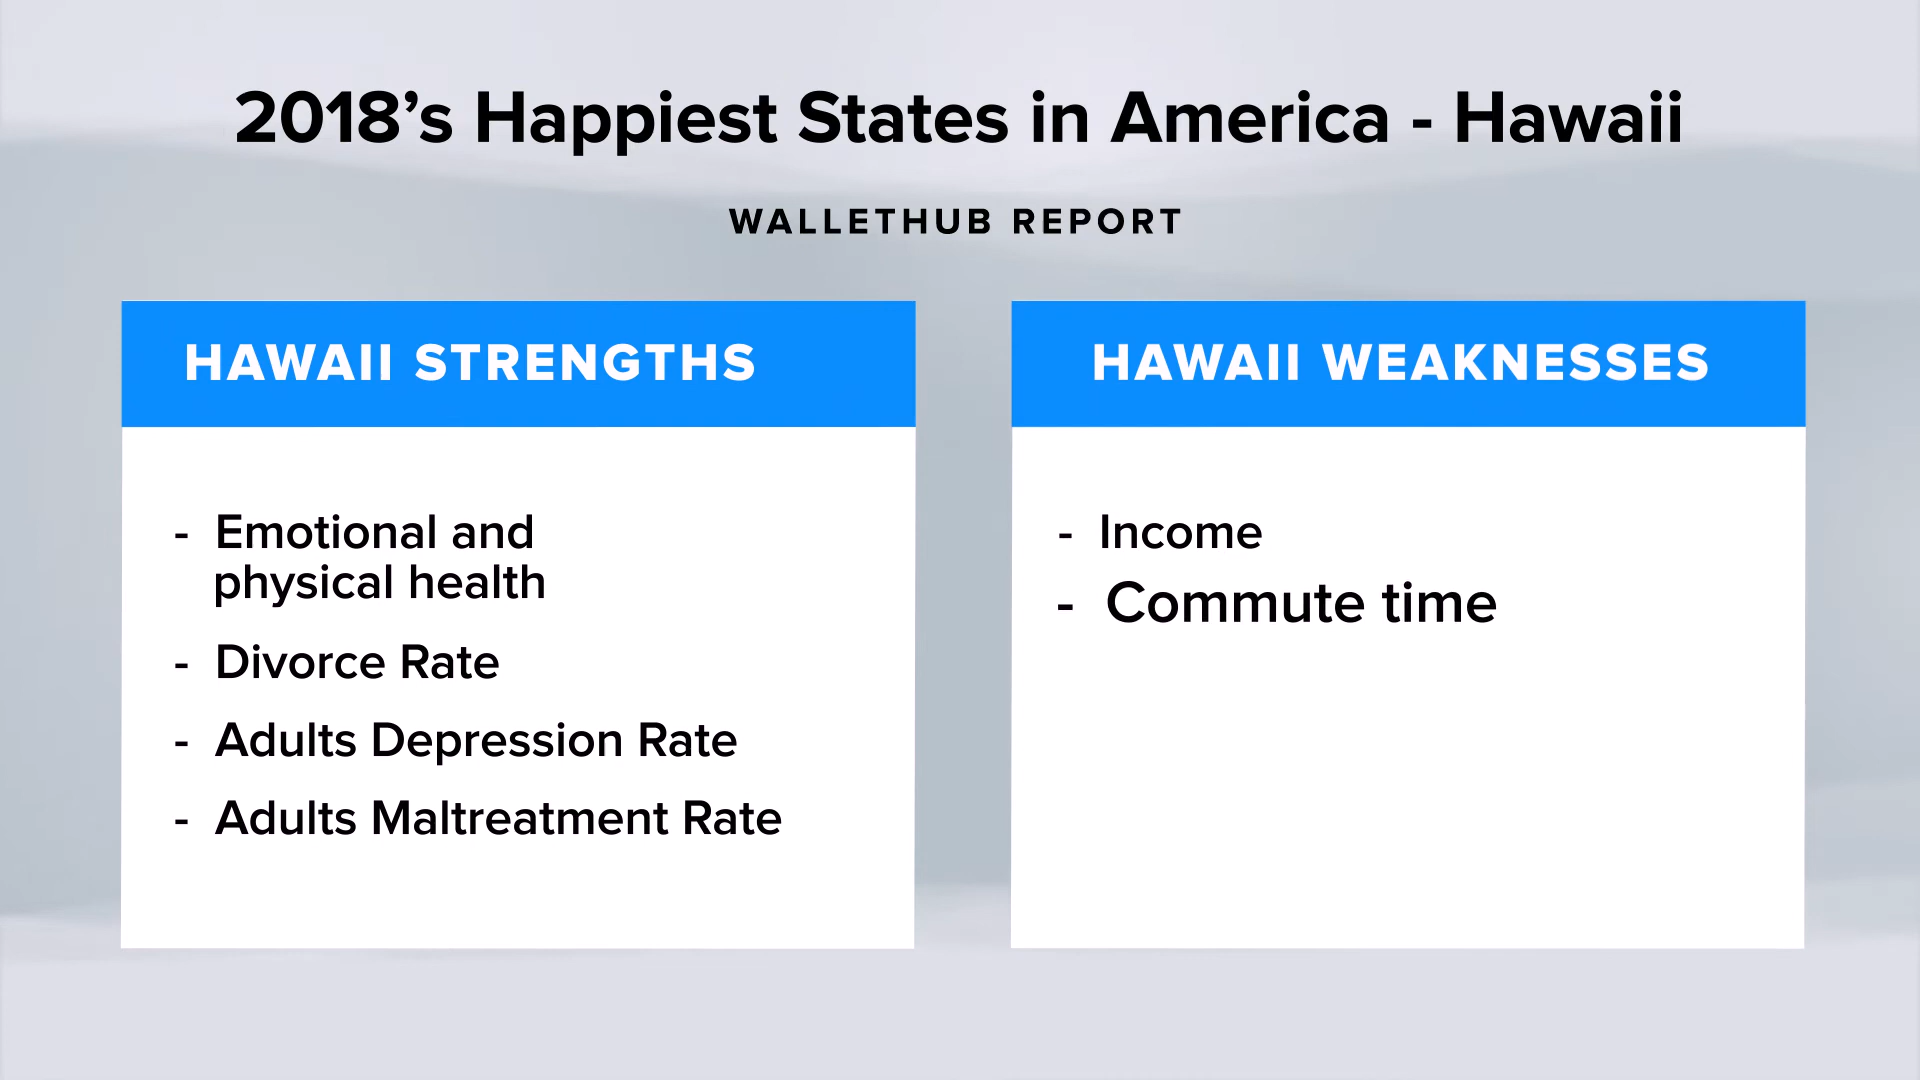 2018’s Happiest States in America - Hawaii
WALLETHUB REPORT
HAWAII STRENGTHS
- Emotional and
physical health
- Divorce Rate
- Adults Depression Rate
- Adults Maltreatment Rate
HAWAII WEAKNESSES
- Income
- Commute time